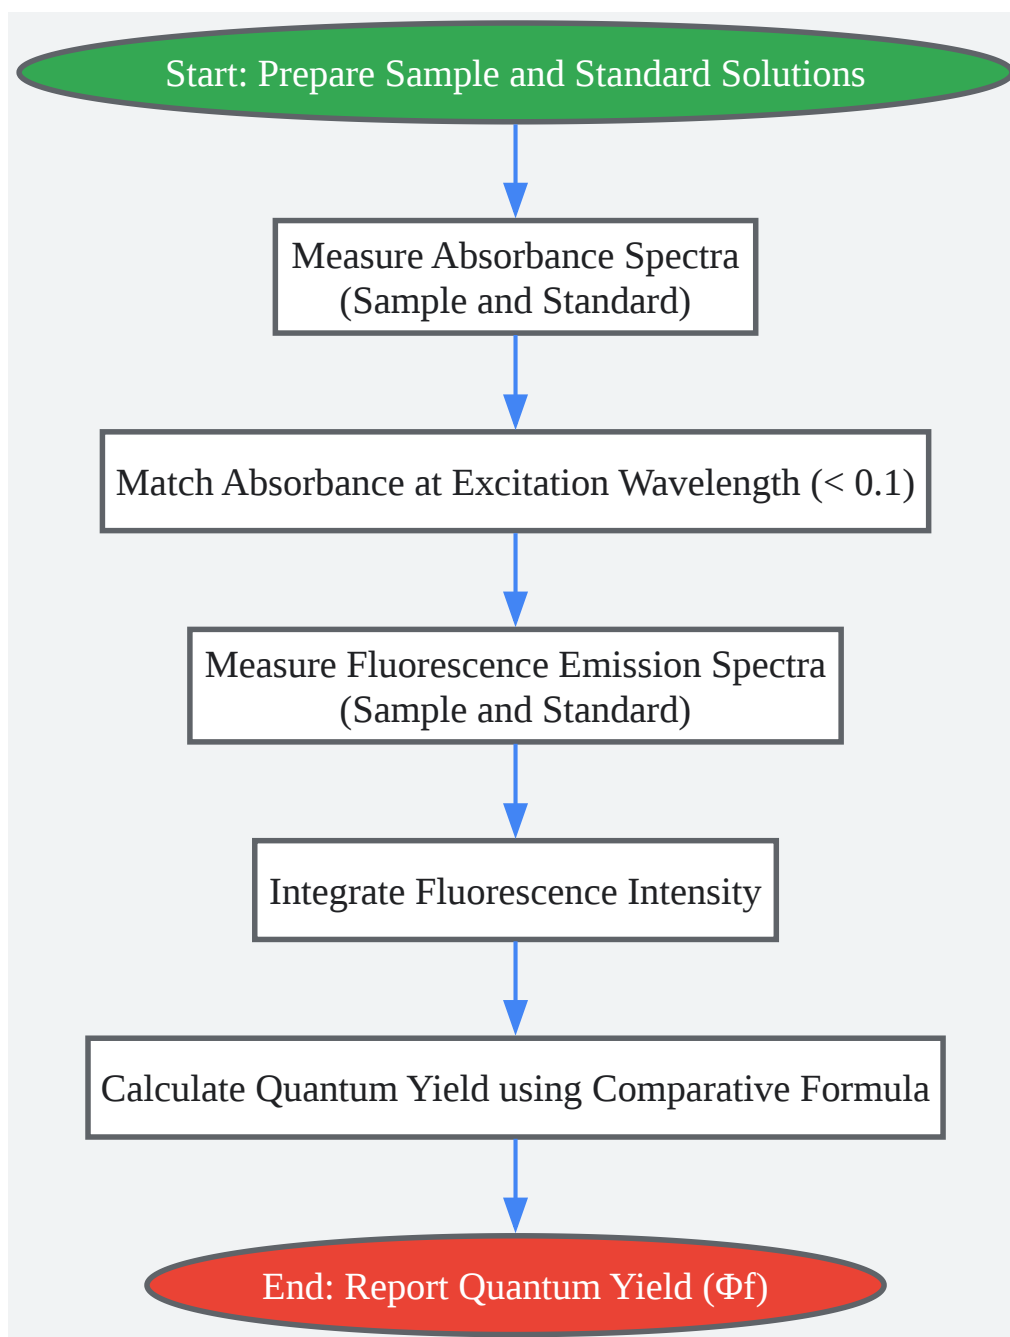 Start: Prepare Sample and Standard Solutions
Measure Absorbance Spectra
(Sample and Standard)
Match Absorbance at Excitation Wavelength (< 0.1)
Measure Fluorescence Emission Spectra
(Sample and Standard)
Integrate Fluorescence Intensity
Calculate Quantum Yield using Comparative Formula
End: Report Quantum Yield (Φf)